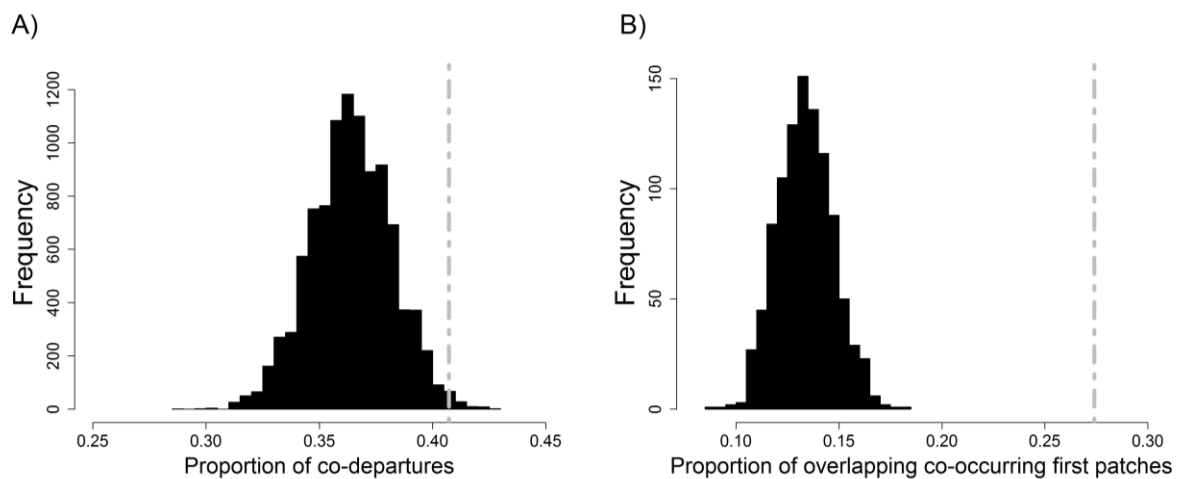 A)
Frequency
1200
1000
800
600
400
200
0
0.25 0.30 0.35 0.40 0.45
Proportion of co-departures
B)
Frequency
150
100
50
0
0.10 0.15 0.20 0.25 0.30
Proportion of overlapping co-occurring first patches